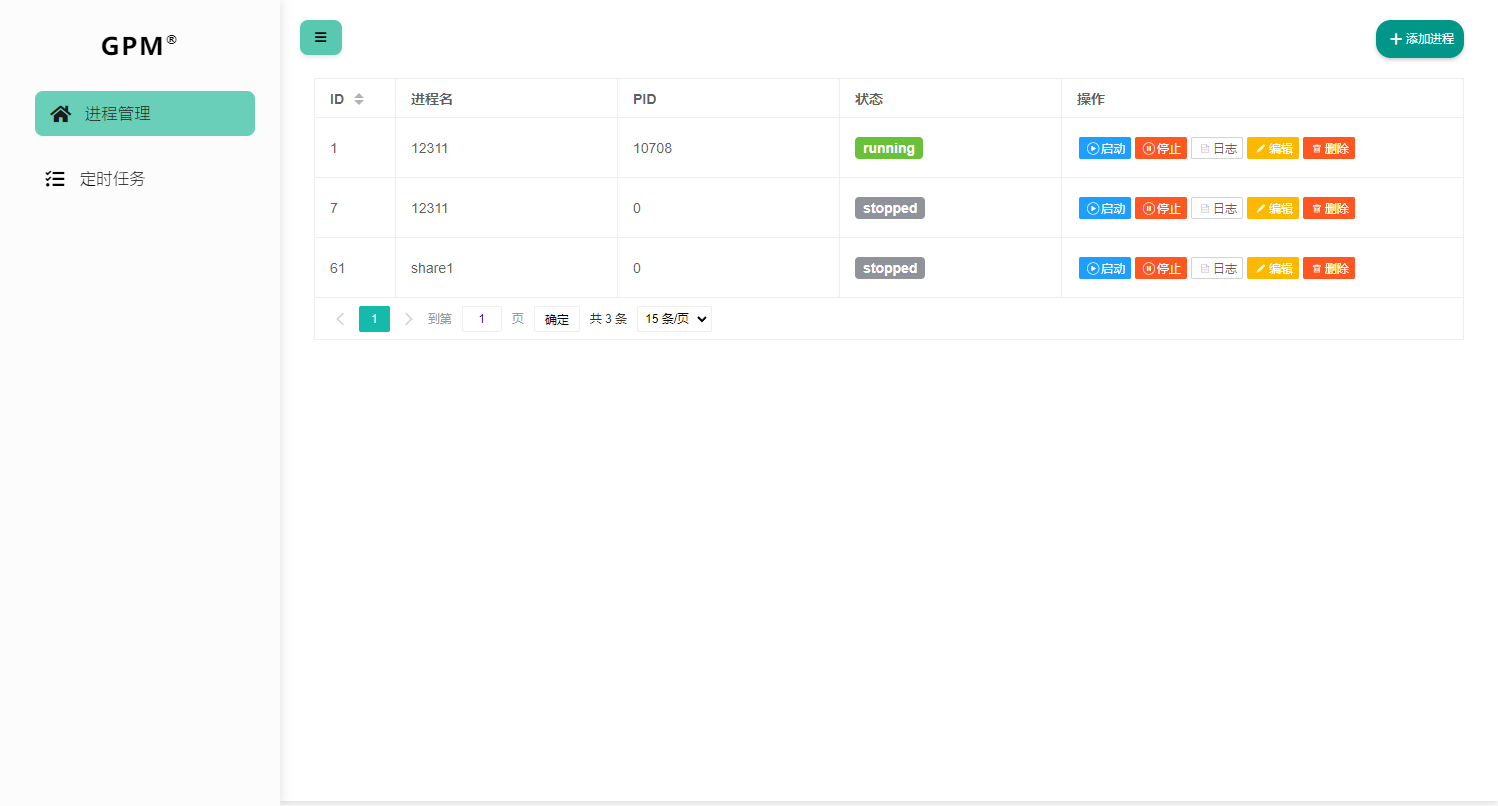 GPM®
进程管理
定时任务
添加进程
ID 进程名 PID 状态 操作
1 12311 10708 running 启动 停止 日志 编辑 删除
7 12311 0 stopped 启动 停止 日志 编辑 删除
61 share1 0 stopped 启动 停止 日志 编辑 删除
1 到第 1 页 确定 共 3 条 15 条/页